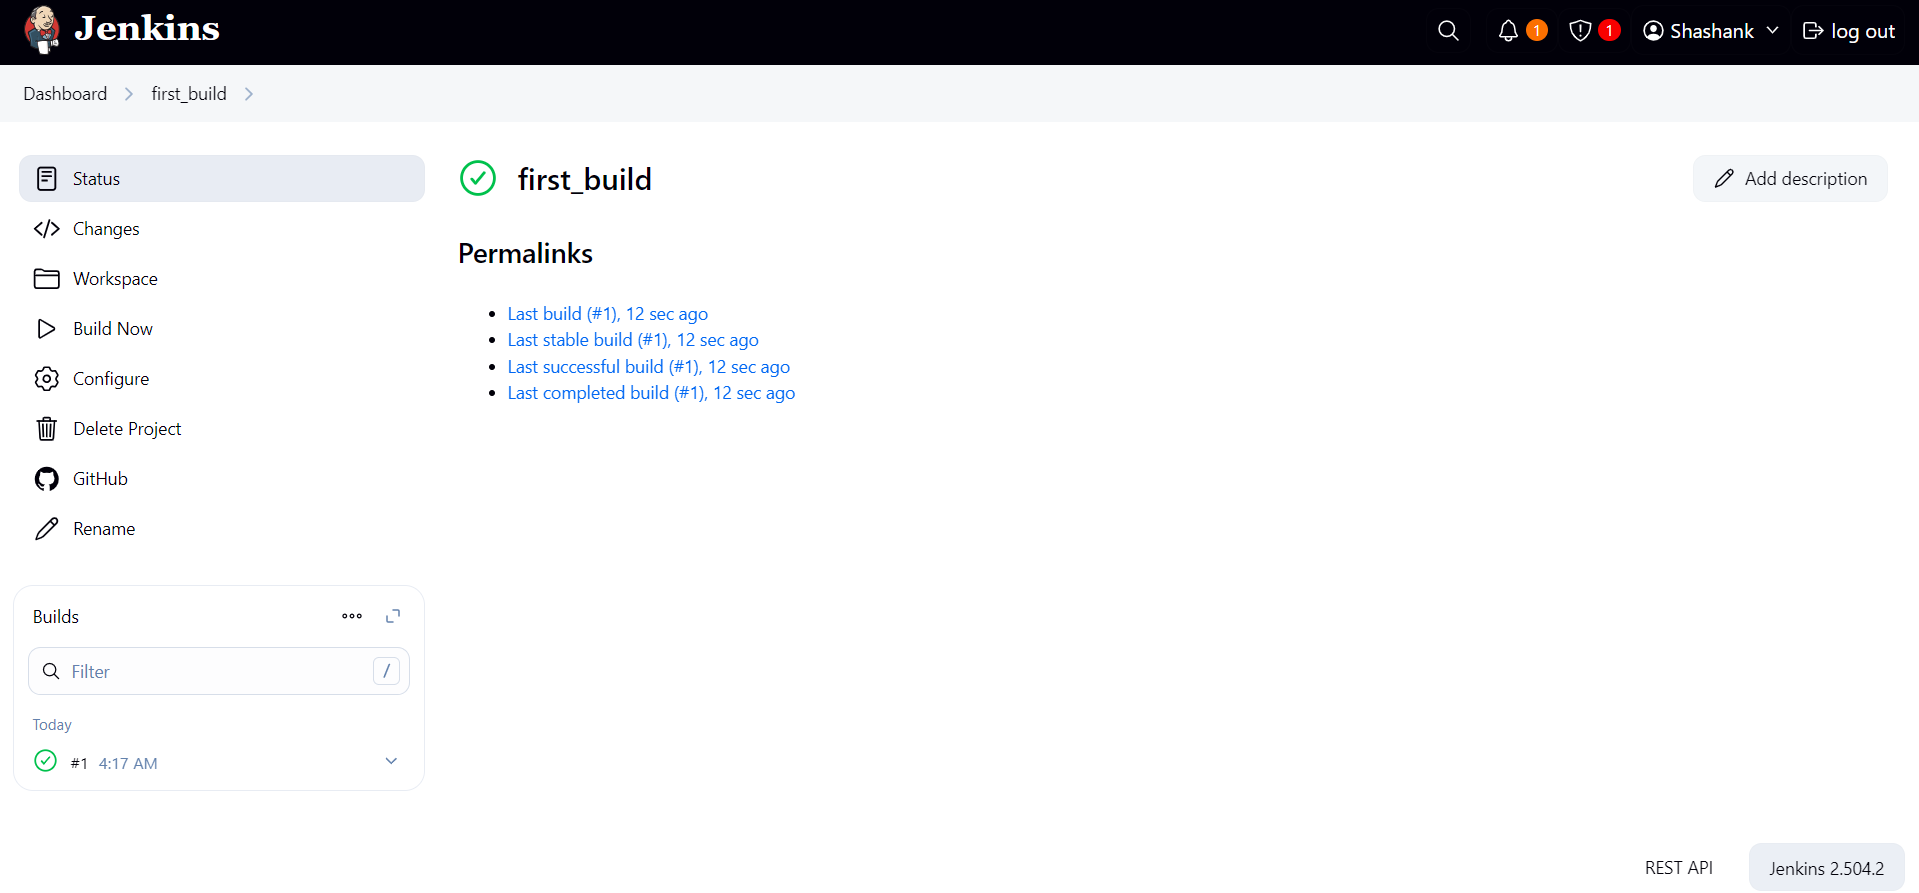 Jenkins
1
1
Shashank
log out
Dashboard
first_build
Status
Changes
Workspace
Build Now
Configure
Delete Project
GitHub
Rename
Builds
Filter
/
Today
#1 4:17 AM
first_build
Add description
Permalinks
Last build (#1), 12 sec ago
Last stable build (#1), 12 sec ago
Last successful build (#1), 12 sec ago
Last completed build (#1), 12 sec ago
REST API
Jenkins 2.504.2